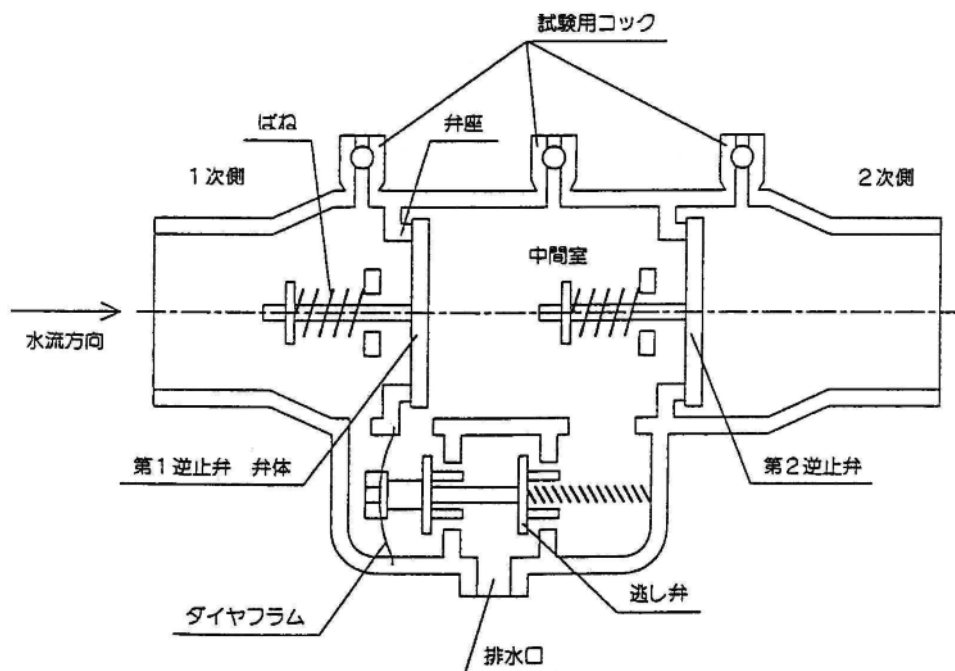 試験用コック
ばね
弁座
1次側
2次側
中間室
水流方向
第1逆止弁 弁体
第2逆止弁
ダイヤフラム
逃し弁
排水口